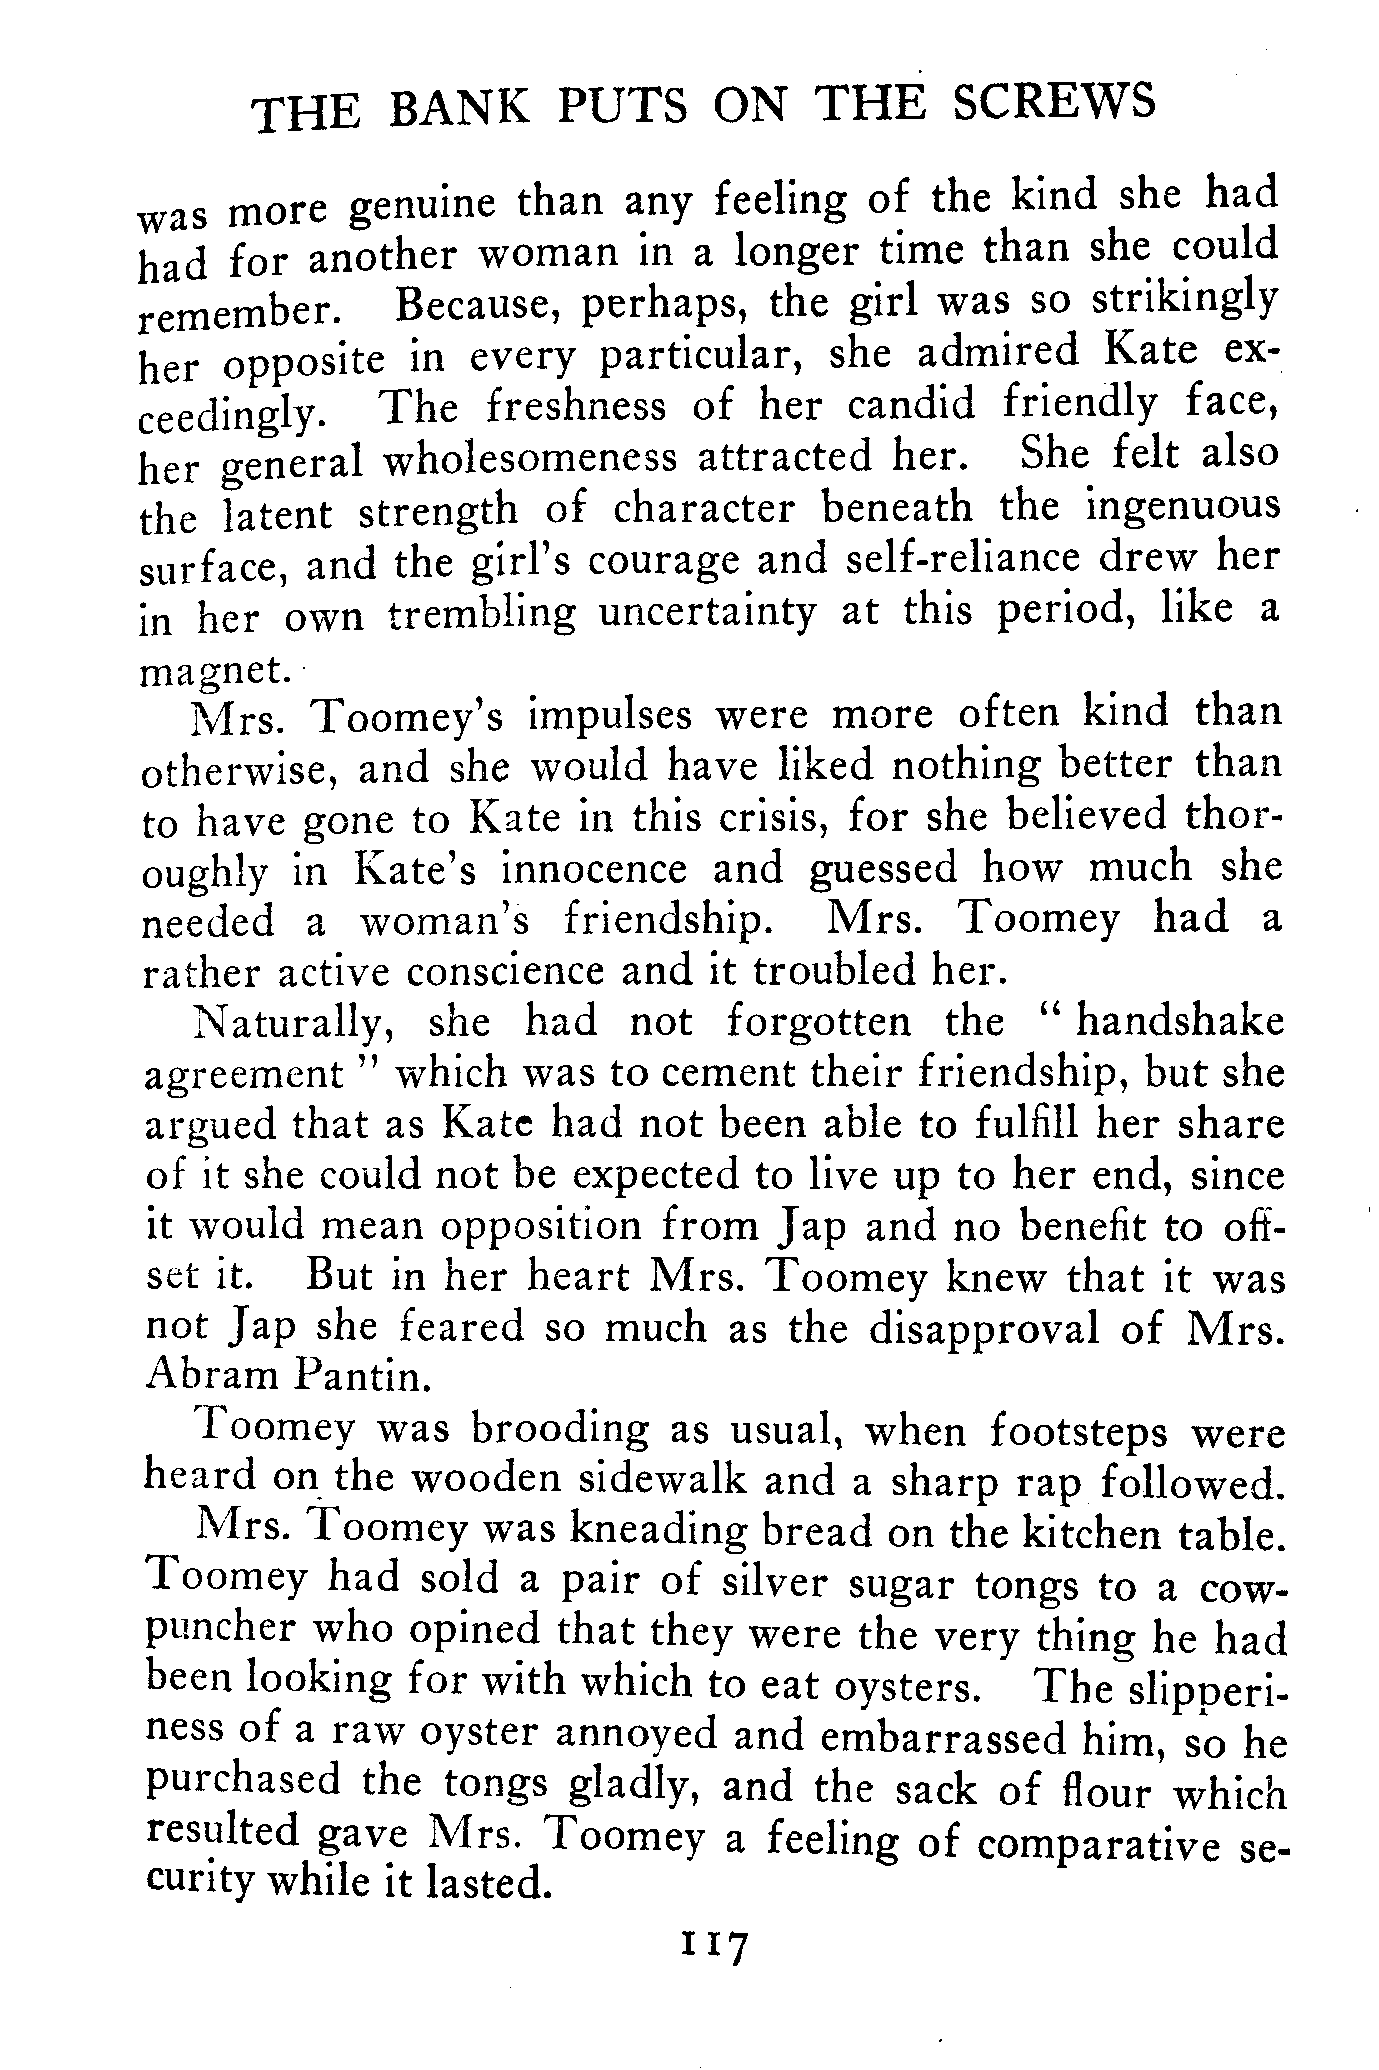 THE BANK PUTS ON THE SCREWS
was more genuine than any feeling of the kind she had
had for another woman in a longer time than she could
remember. Because, perhaps, the girl was so strikingly
her opposite in every particular, she admired Kate ex-
ceedingly. The freshness of her candid friendly face,
her general wholesomeness attracted her. She felt also
the latent strength of character beneath the ingenuous
surface, and the girl's courage and self-reliance drew her
in her own trembling uncertainty at this period, like a
magnet.
Mrs. Toomey's impulses were more often kind than
otherwise, and she would have liked nothing better than
to have gone to Kate in this crisis, for she believed thor-
oughly in Kate's innocence and guessed how much she
needed a woman's friendship. Mrs. Toomey had a
rather active conscience and it troubled her.
Naturally, she had not forgotten the " handshake
agreement " which was to cement their friendship, but she
argued that as Kate had not been able to fulfill her share
of it she could not be expected to live up to her end, since
it would mean opposition from Jap and no benefit to off-
set it. But in her heart Mrs. Toomey knew that it was
not Jap she feared so much as the disapproval of Mrs.
Abram Pantin.
Toomey was brooding as usual, when footsteps were
heard on the wooden sidewalk and a sharp rap followed.
Mrs. Toomey was kneading bread on the kitchen table.
Toomey had sold a pair of silver sugar tongs to a cow-
puncher who opined that they were the very thing he had
been looking for with which to eat oysters. The slipperi-
ness of a raw oyster annoyed and embarrassed him, so he
purchased the tongs gladly, and the sack of flour which
resulted gave Mrs. Toomey a feeling of comparative se-
curity while it lasted.
117